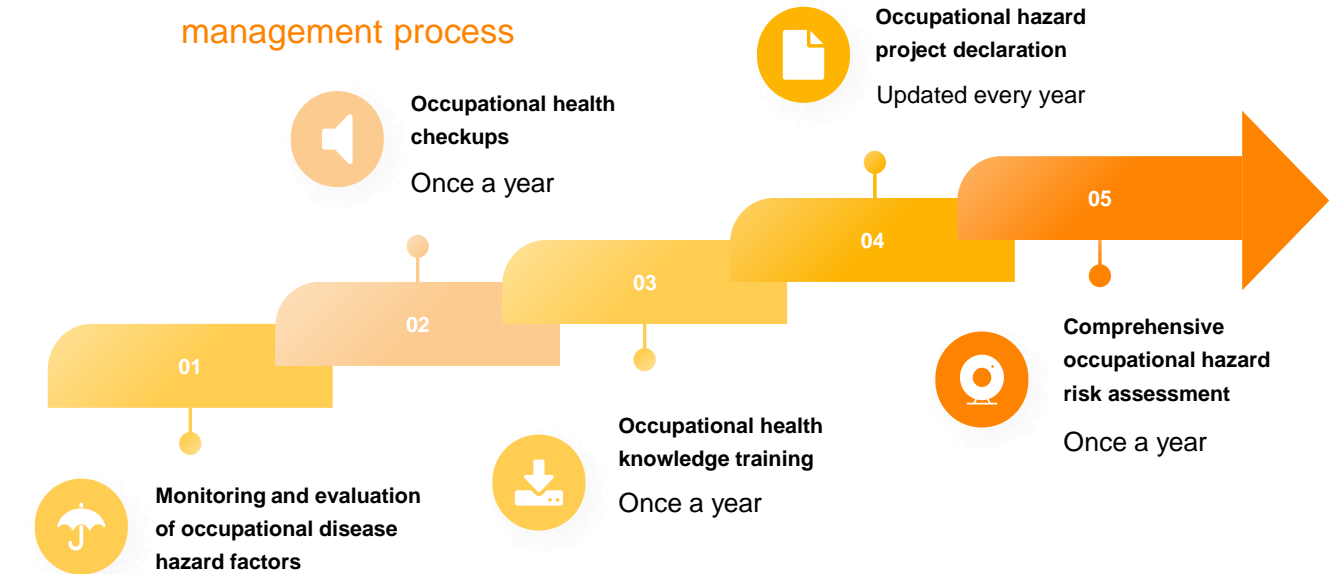 management process
01
Monitoring and evaluation
of occupational disease
hazard factors
02
Occupational health
checkups
Once a year
03
Occupational health
knowledge training
Once a year
04
Occupational hazard
project declaration
Updated every year
05
Comprehensive
occupational hazard
risk assessment
Once a year